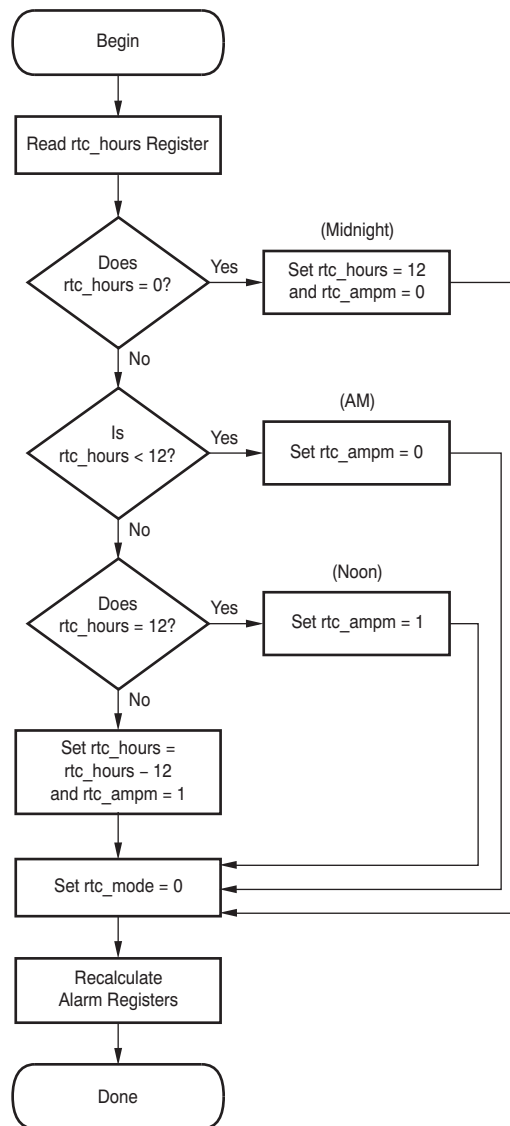 Begin
Read rtc_hours Register
Does
rtc_hours = 0?
Yes
(Midnight)
Set rtc_hours = 12
and rtc_ampm = 0
No
Is
rtc_hours < 12?
Yes
(AM)
Set rtc_ampm = 0
No
Does
rtc_hours = 12?
Yes
(Noon)
Set rtc_ampm = 1
No
Set rtc_hours =
rtc_hours – 12
and rtc_ampm = 1
Set rtc_mode = 0
Recalculate
Alarm Registers
Done